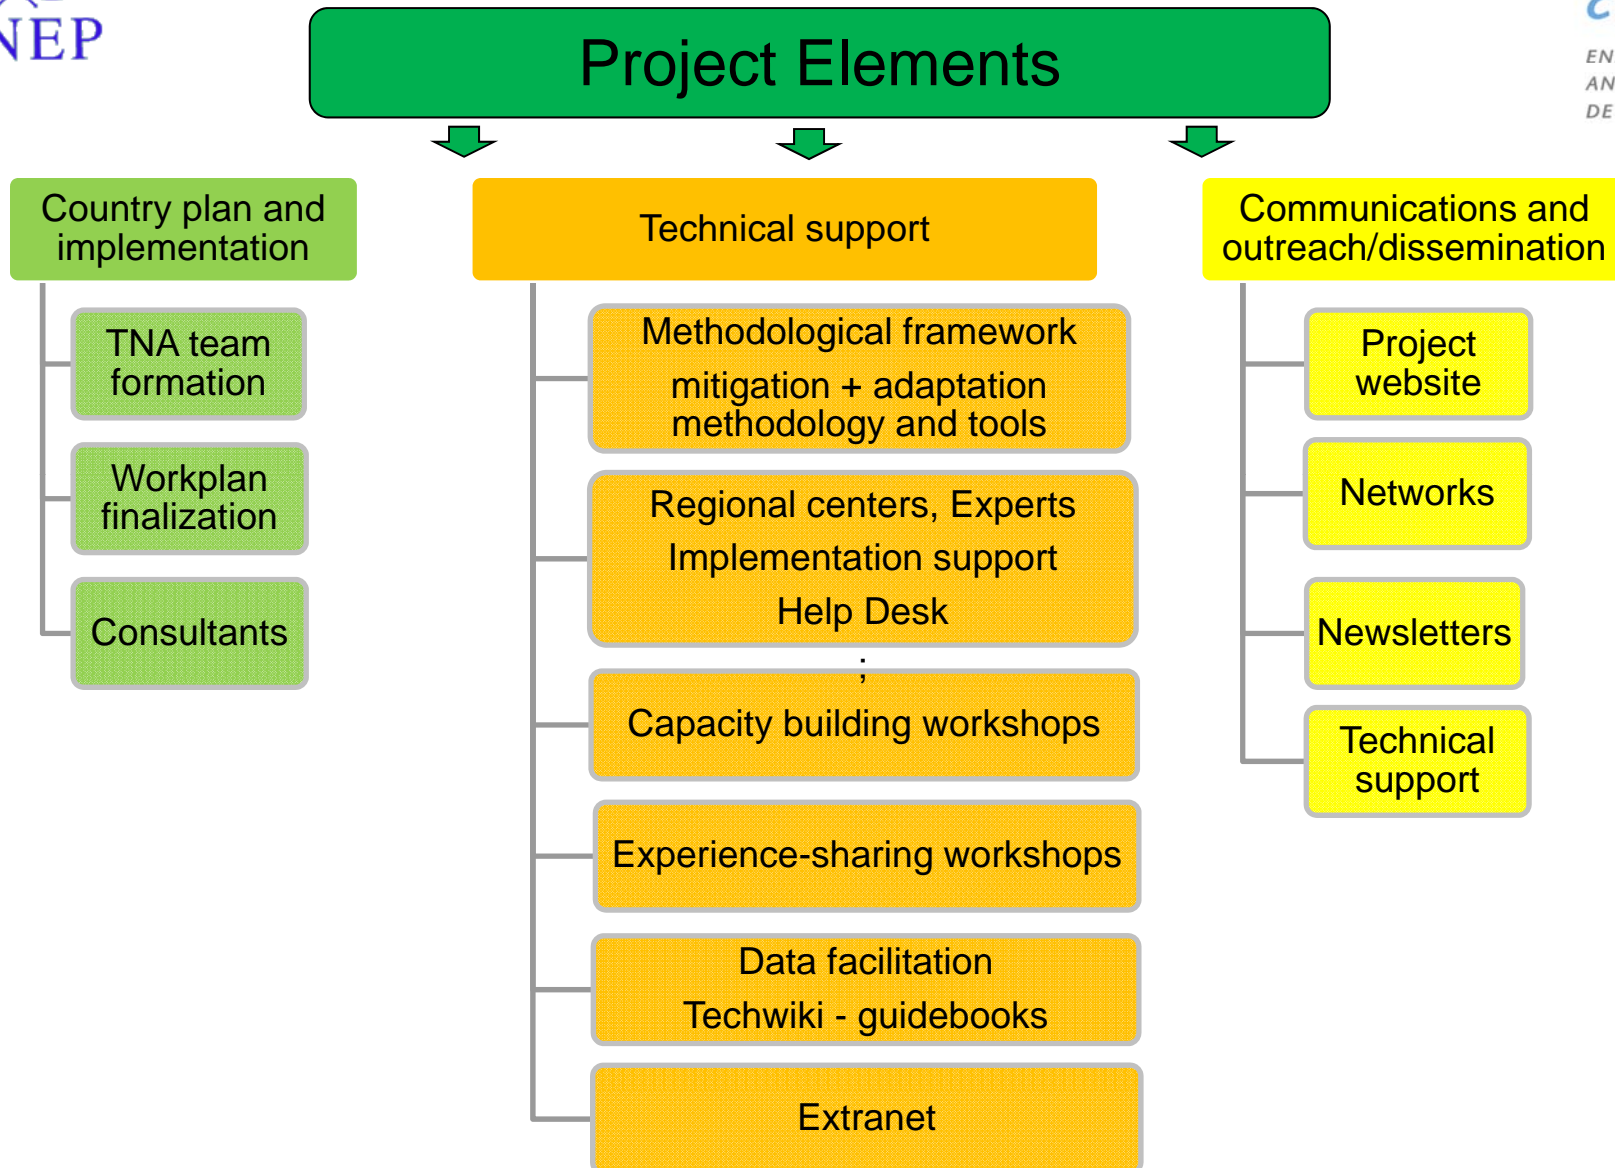 NEP
EN
AN
DE
Project Elements
Country plan and
implementation
TNA team
formation
Workplan
finalization
Consultants
Technical support
Methodological framework
mitigation + adaptation
methodology and tools
Regional centers, Experts
Implementation support
Help Desk
;
Capacity building workshops
Experience-sharing workshops
Data facilitation
Techwiki - guidebooks
Extranet
Communications and
outreach/dissemination
Project
website
Networks
Newsletters
Technical
support